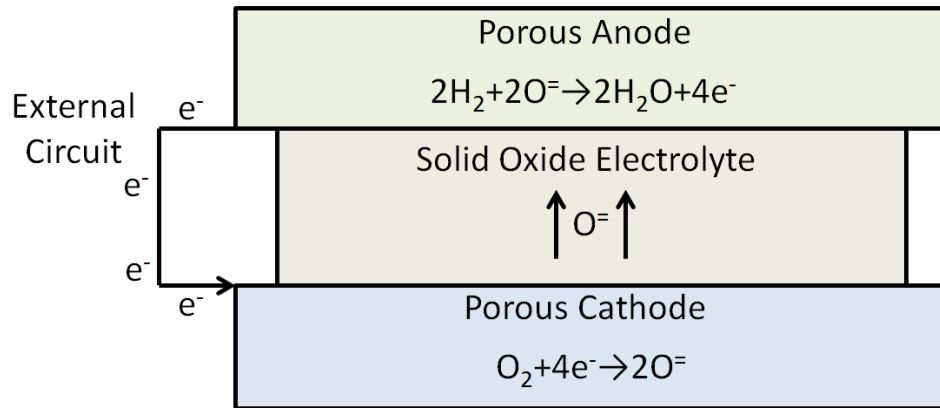 Porous Anode
2H₂+2O⁼→2H₂O+4e⁻
External
Circuit
e⁻
e⁻
e⁻
e⁻
Solid Oxide Electrolyte
O⁼
Porous Cathode
O₂+4e⁻→2O⁼